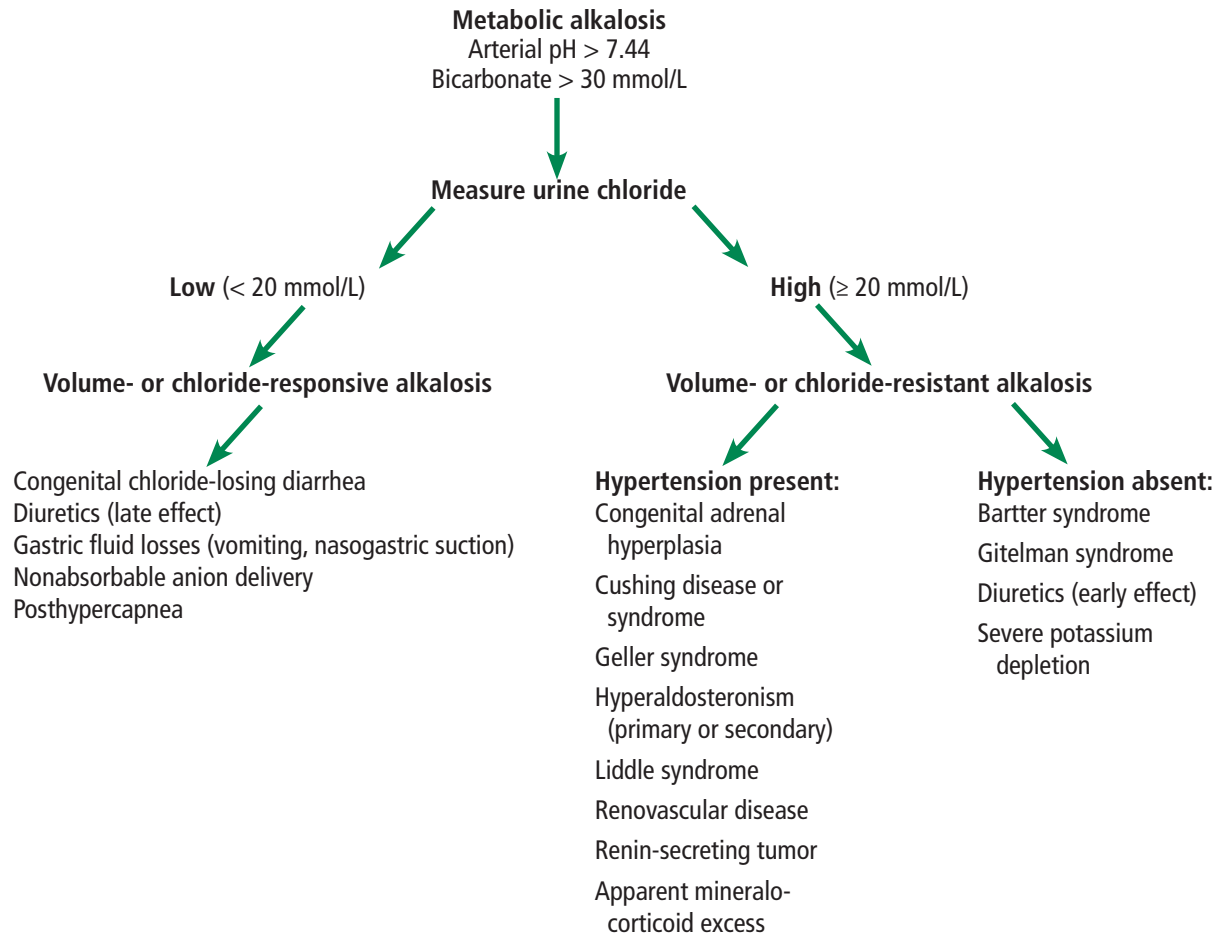 Metabolic alkalosis
Arterial pH > 7.44
Bicarbonate > 30 mmol/L
Measure urine chloride
Low (< 20 mmol/L)
High (≥ 20 mmol/L)
Volume- or chloride-responsive alkalosis
Volume- or chloride-resistant alkalosis
Congenital chloride-losing diarrhea
Diuretics (late effect)
Gastric fluid losses (vomiting, nasogastric suction)
Nonabsorbable anion delivery
Posthypercapnea
Hypertension present:
Congenital adrenal
hyperplasia
Cushing disease or
syndrome
Geller syndrome
Hyperaldosteronism
(primary or secondary)
Liddle syndrome
Renovascular disease
Renin-secreting tumor
Apparent mineralo-
corticoid excess
Hypertension absent:
Bartter syndrome
Gitelman syndrome
Diuretics (early effect)
Severe potassium
depletion